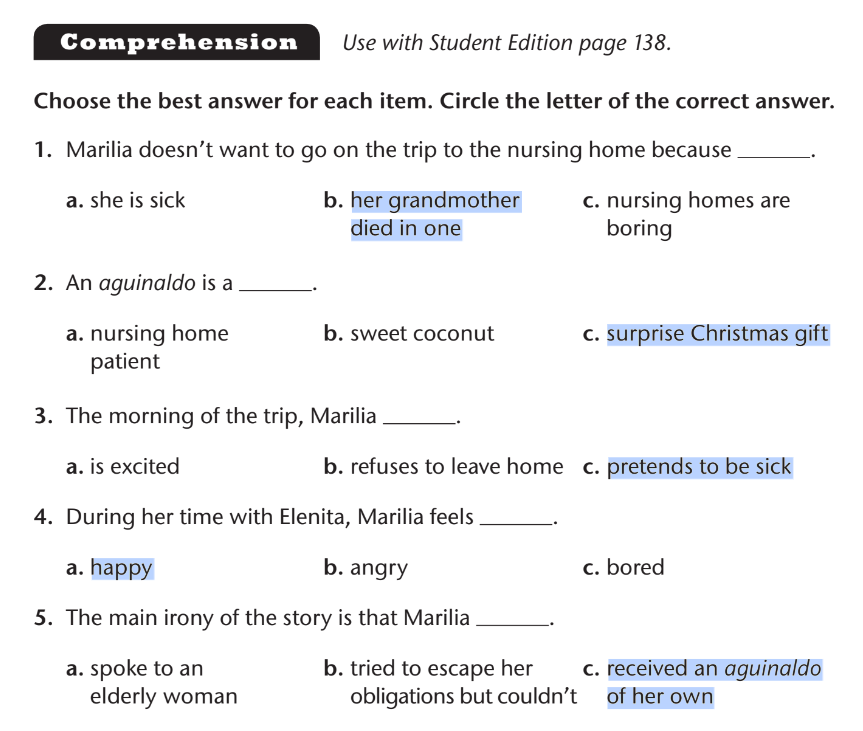 Comprehension Use with Student Edition page 138.
Choose the best answer for each item. Circle the letter of the correct answer.
1. Marilia doesn’t want to go on the trip to the nursing home because ______.
a. she is sick b. her grandmother c. nursing homes are
died in one boring
2. An aguinaldo is a ______.
a. nursing home b. sweet coconut c. surprise Christmas gift
patient
3. The morning of the trip, Marilia ______.
a. is excited b. refuses to leave home c. pretends to be sick
4. During her time with Elenita, Marilia feels ______.
a. happy b. angry c. bored
5. The main irony of the story is that Marilia ______.
a. spoke to an b. tried to escape her c. received an aguinaldo
elderly woman obligations but couldn’t of her own